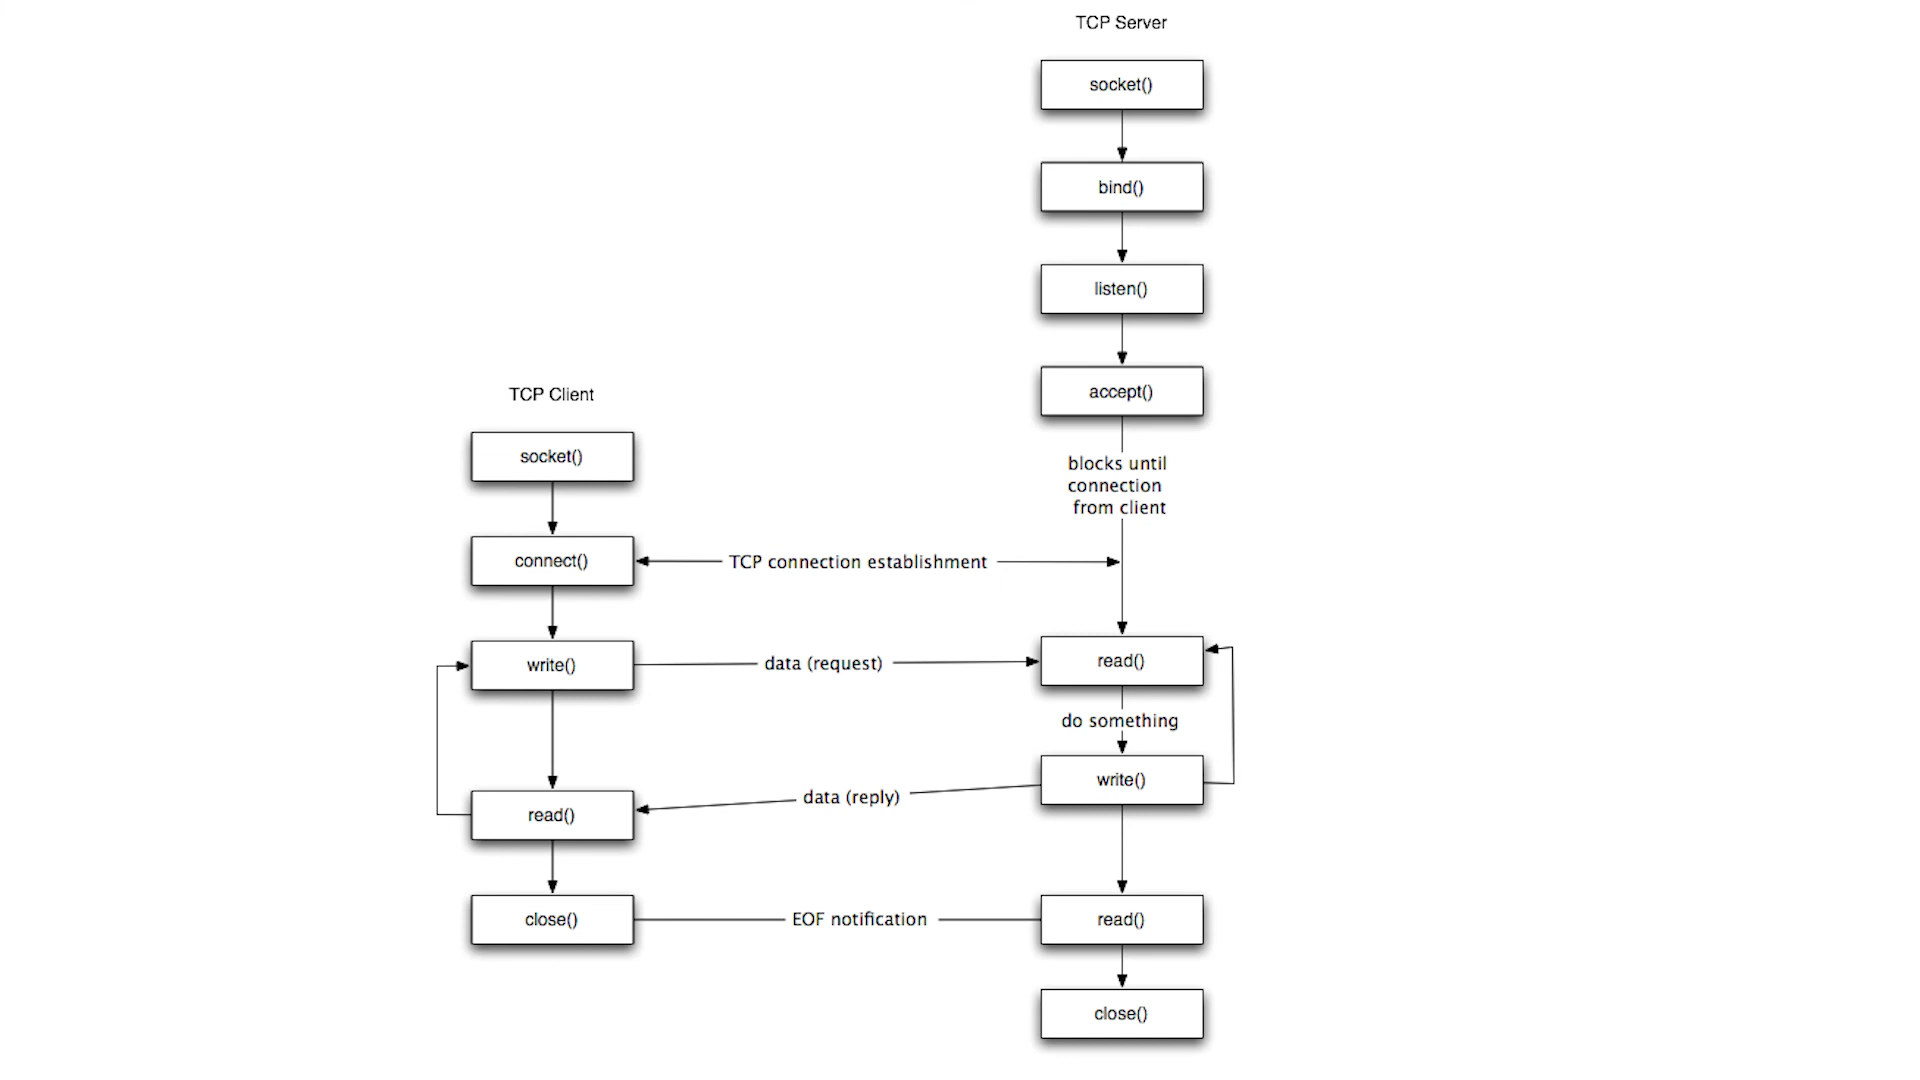 TCP Server
socket()
bind()
listen()
accept()
blocks until
connection
from client
TCP Client
socket()
connect()
TCP connection establishment
write()
data (request)
read()
do something
write()
data (reply)
read()
close()
EOF notification
read()
close()